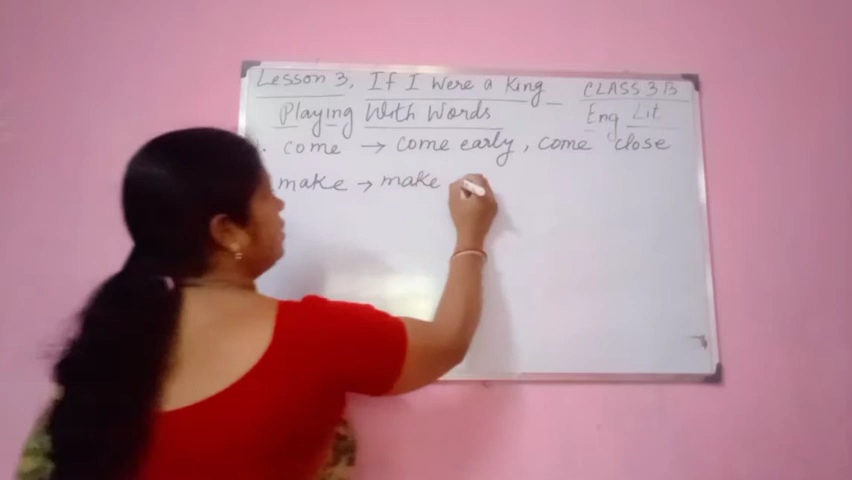 Lesson 3, If I Were a King CLASS 3 B
Playing With Words Eng Lit
come → come early, come close
make → make